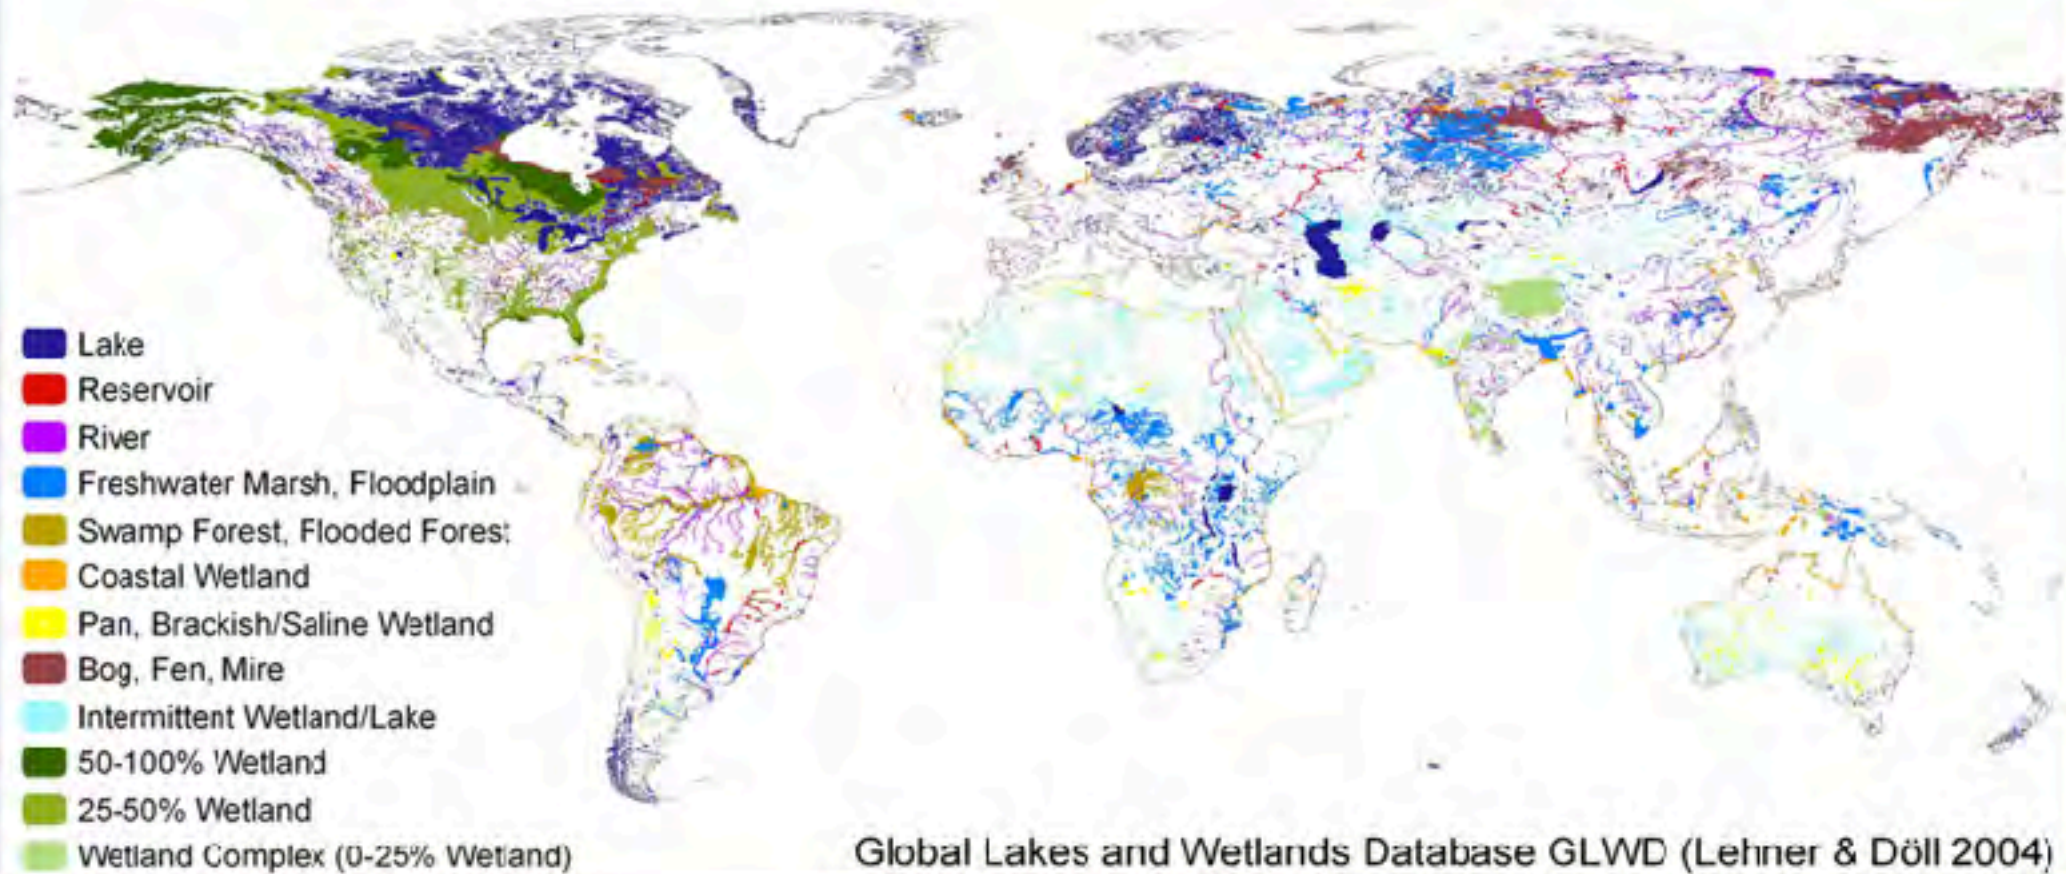 Lake
Reservoir
River
Freshwater Marsh, Floodplain
Swamp Forest, Flooded Forest
Coastal Wetland
Pan, Brackish/Saline Wetland
Bog, Fen, Mire
Intermittent Wetland/Lake
50-100% Wetland
25-50% Wetland
Wetland Complex (0-25% Wetland)
Global Lakes and Wetlands Database GLWD (Lehner & Döll 2004)